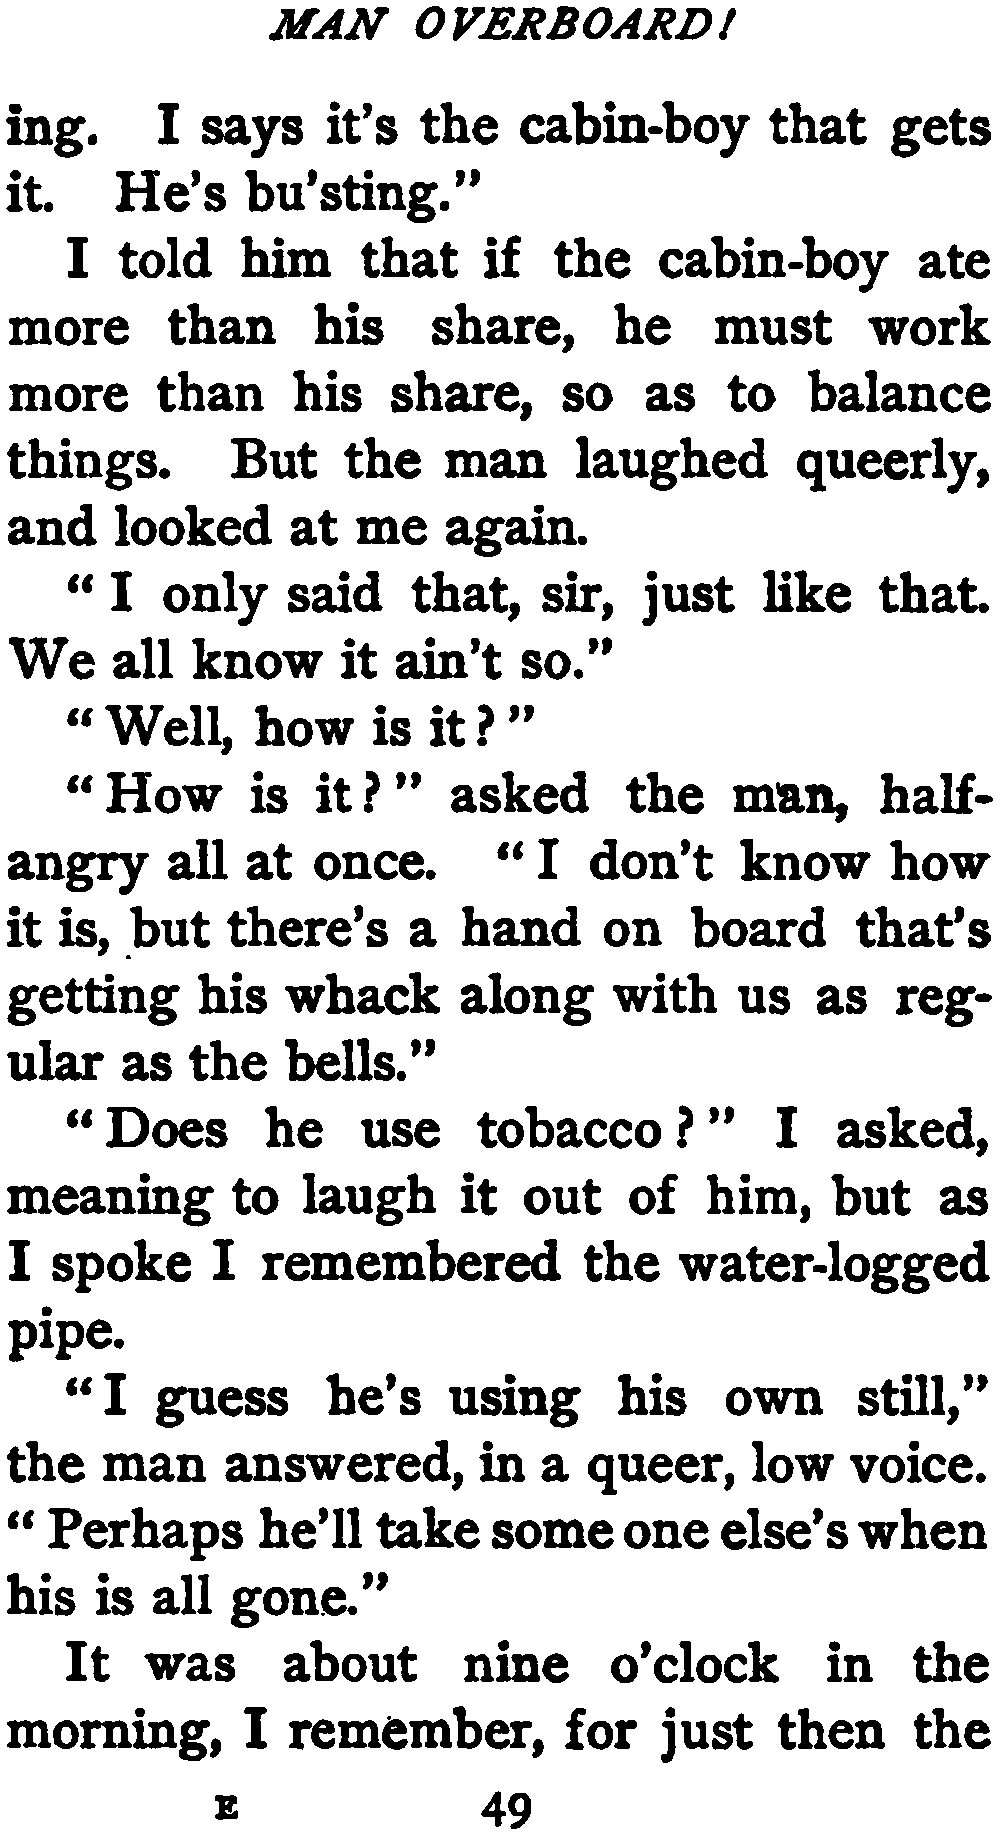 MAN OVERBOARD!
ing. I says it's the cabin-boy that gets
it. He's bu'sting."
I told him that if the cabin-boy ate
more than his share, he must work
more than his share, so as to balance
things. But the man laughed queerly,
and looked at me again.
"I only said that, sir, just like that.
We all know it ain't so."
"Well, how is it?"
"How is it?" asked the man, half-
angry all at once. "I don't know how
it is, but there's a hand on board that's
getting his whack along with us as reg-
ular as the bells."
"Does he use tobacco?" I asked,
meaning to laugh it out of him, but as
I spoke I remembered the water-logged
pipe.
"I guess he's using his own still,"
the man answered, in a queer, low voice.
"Perhaps he'll take some one else's when
his is all gone."
It was about nine o'clock in the
morning, I remember, for just then the
E 49